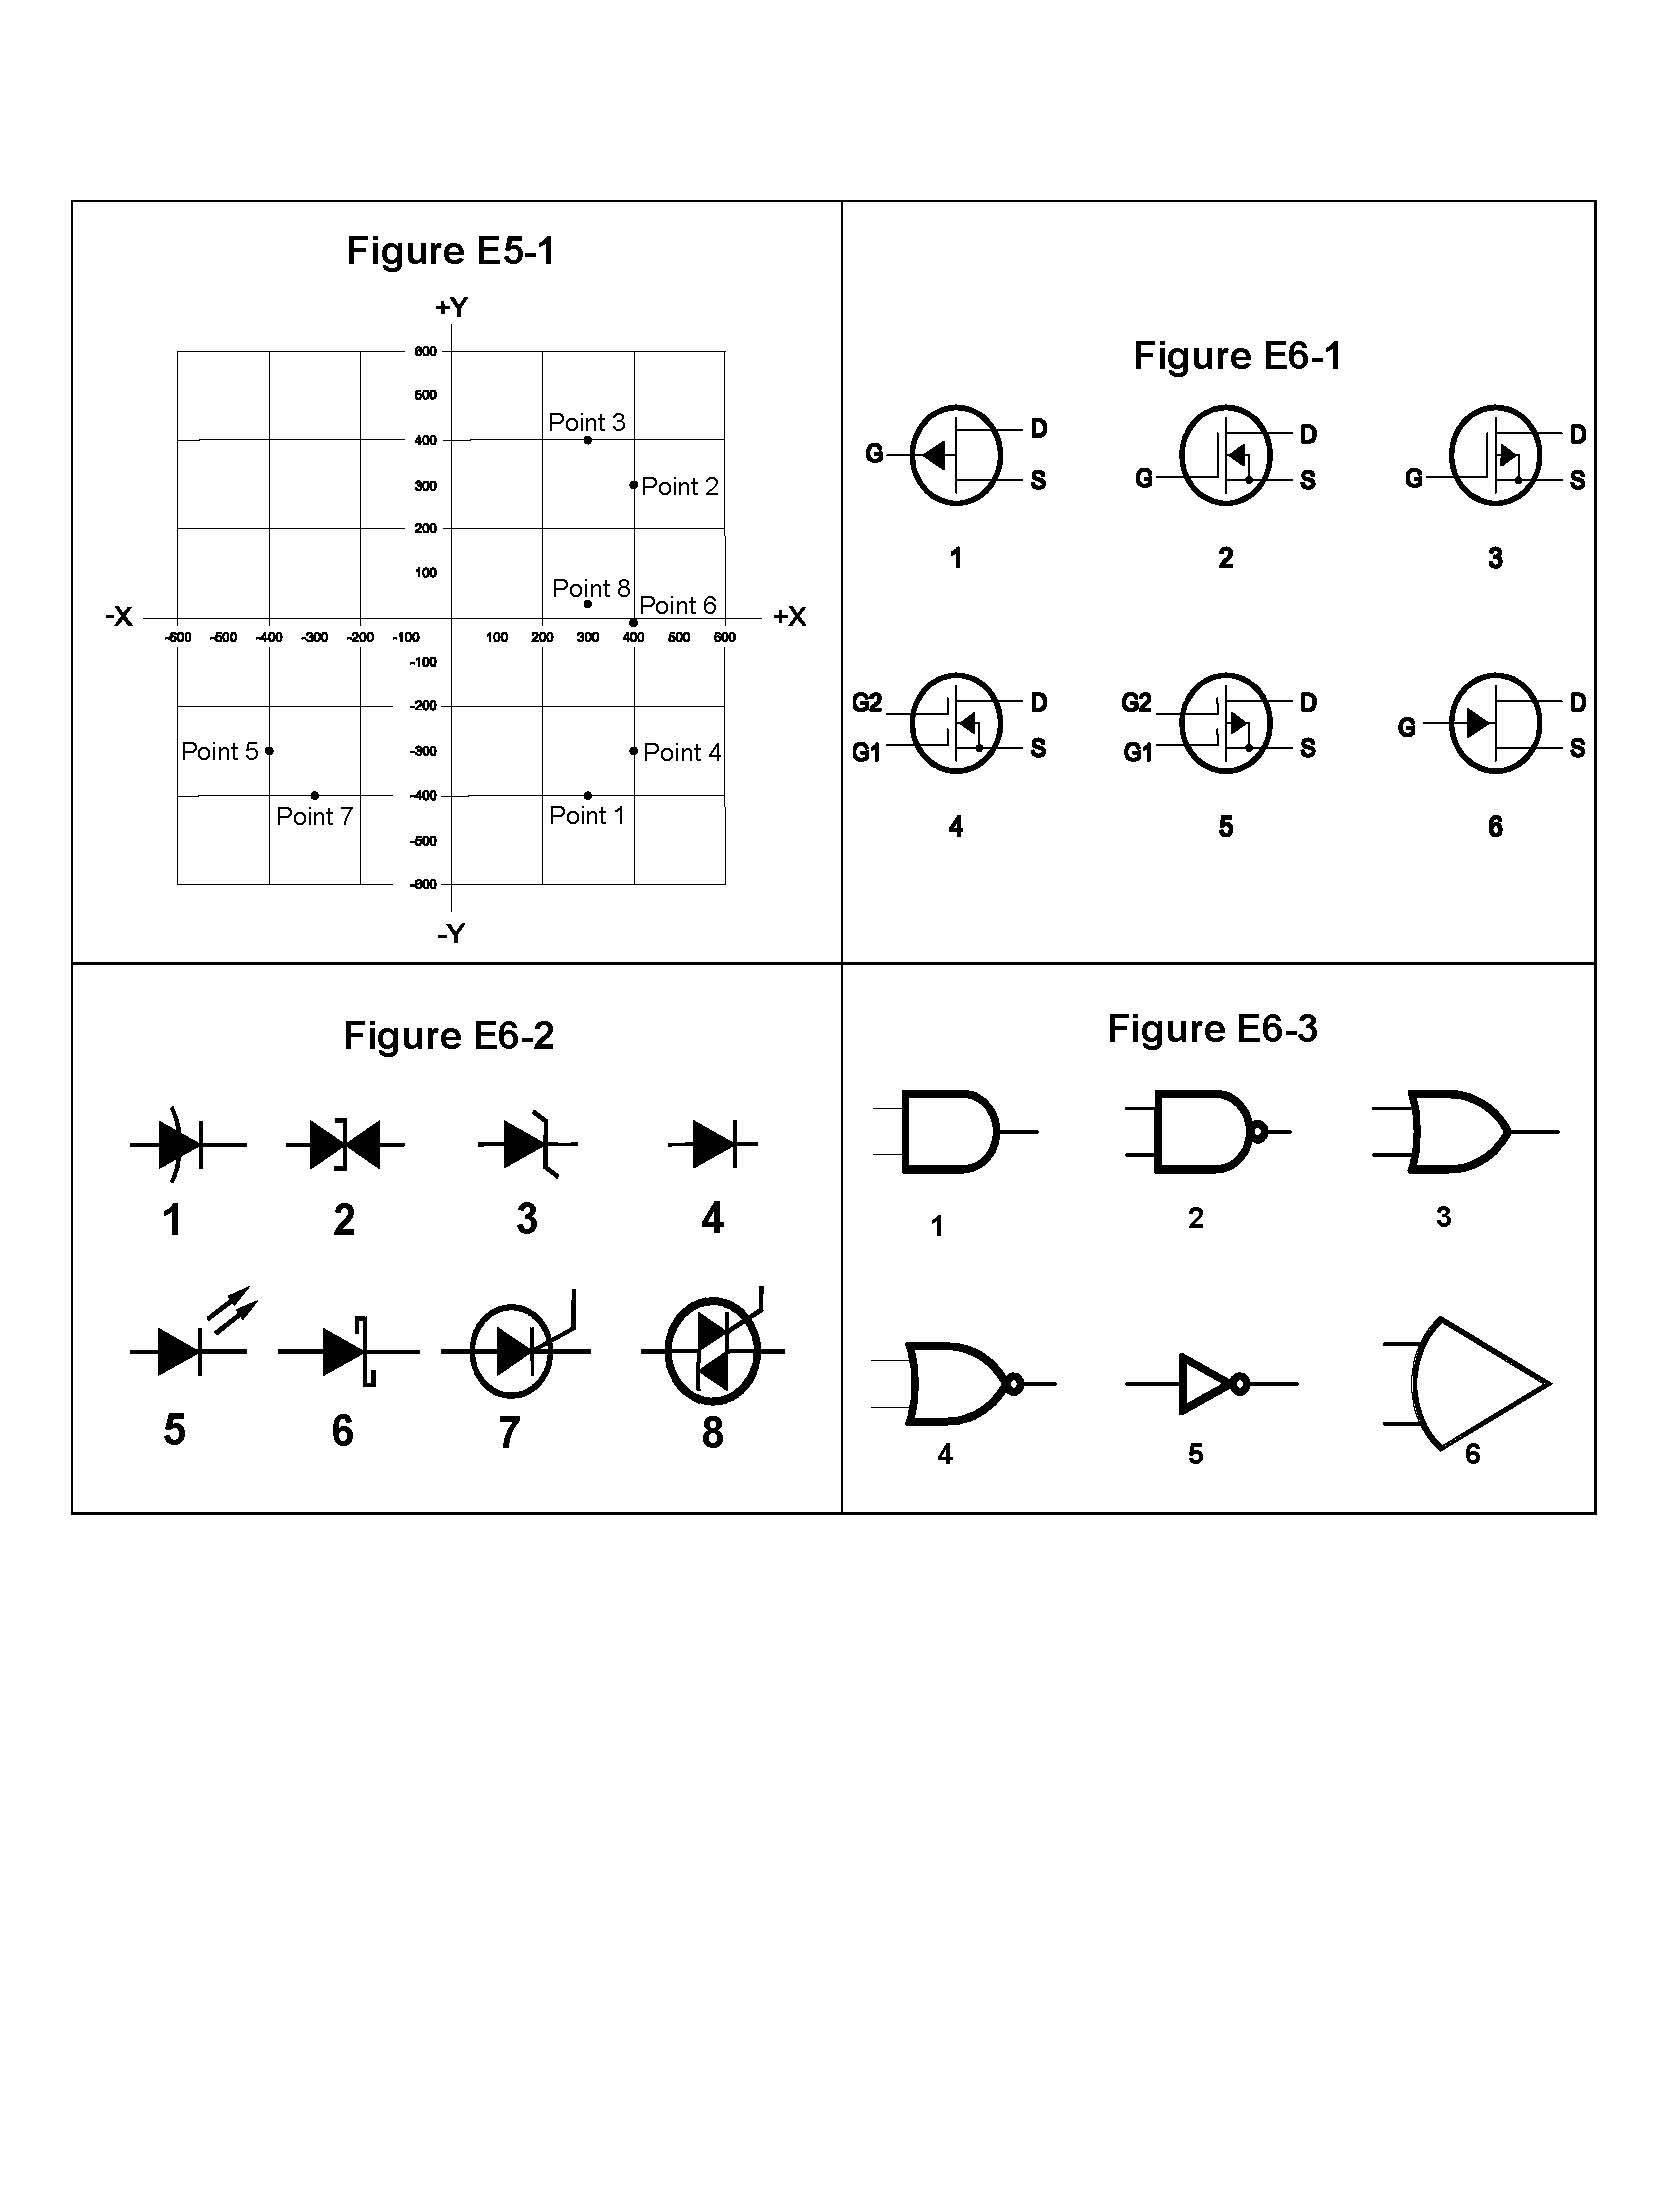 Figure E5-1
+Y
600
500
Point 3
400
300 Point 2
200
100
Point 8
Point 6
-X +X
-600 -500 -400 -300 -200 -100 100 200 300 400 500 600
-100
-200
Point 5 -300 Point 4
-400
Point 7 Point 1
-500
-600
-Y
Figure E6-1
D D D
G
G S G S S
1 2 3
G2 D G2 D D
G
G1 S G1 S S
4 5 6
Figure E6-2
1 2 3 4
5 6 7 8
Figure E6-3
1 2 3
4 5 6